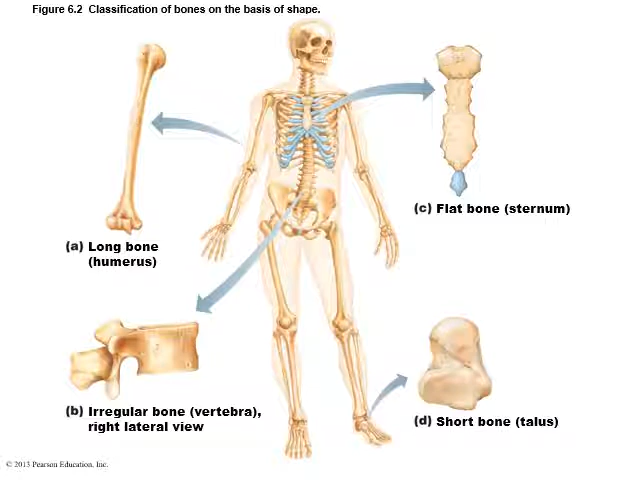 Figure 6.2  Classification of bones on the basis of shape.
(a) Long bone
(humerus)
(c) Flat bone (sternum)
(b) Irregular bone (vertebra),
right lateral view
(d) Short bone (talus)
© 2013 Pearson Education, Inc.